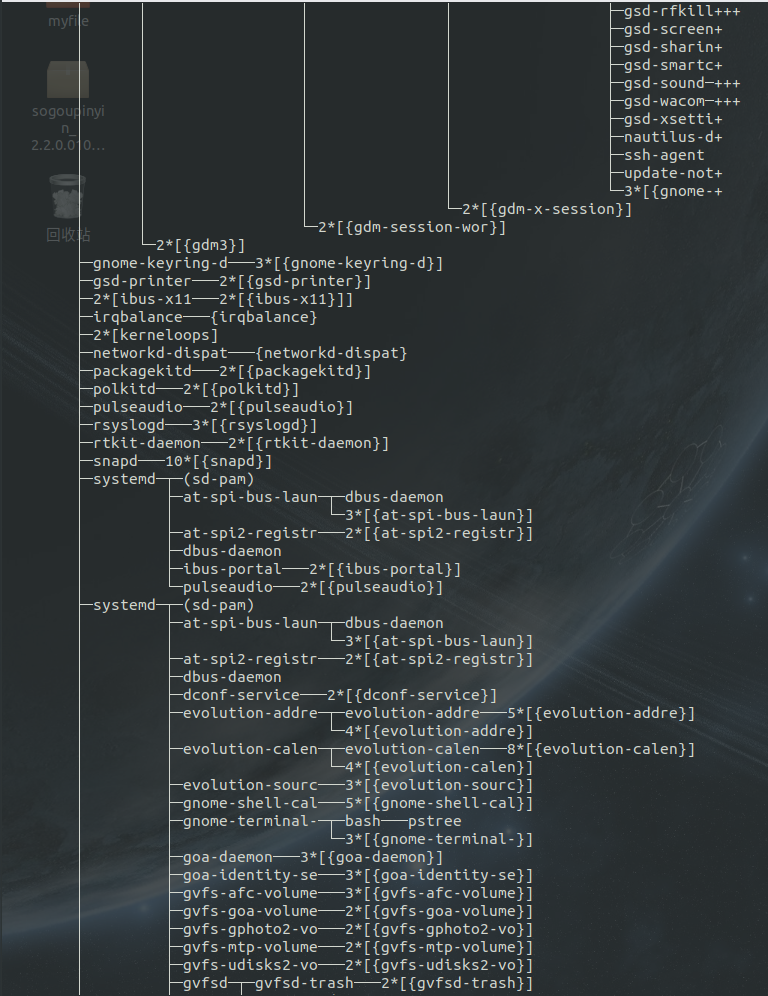 myfile
sogoupinyi
n_
2.2.0.010...
回收站
├─gsd-rfkill+++
├─gsd-screen+
├─gsd-sharin+
├─gsd-smartc+
├─gsd-sound─+++
├─gsd-wacom─+++
├─gsd-xsetti+
├─nautilus-d+
├─ssh-agent
├─update-not+
└─3*[{gnome-+
└─2*[{gdm-x-session}]
└─2*[{gdm-session-wor}]
└─2*[{gdm3}]
├─gnome-keyring-d───3*[{gnome-keyring-d}]
├─gsd-printer───2*[{gsd-printer}]
├─2*[ibus-x11───2*[{ibus-x11}]]
├─irqbalance───{irqbalance}
├─2*[kerneloops]
├─networkd-dispat───{networkd-dispat}
├─packagekitd───2*[{packagekitd}]
├─polkitd───2*[{polkitd}]
├─pulseaudio───2*[{pulseaudio}]
├─rsyslogd───3*[{rsyslogd}]
├─rtkit-daemon───2*[{rtkit-daemon}]
├─snapd───10*[{snapd}]
├─systemd─┬─(sd-pam)
│         ├─at-spi-bus-laun─┬─dbus-daemon
│         │                 └─3*[{at-spi-bus-laun}]
│         ├─at-spi2-registr───2*[{at-spi2-registr}]
│         ├─dbus-daemon
│         ├─ibus-portal───2*[{ibus-portal}]
│         └─pulseaudio───2*[{pulseaudio}]
├─systemd─┬─(sd-pam)
│         ├─at-spi-bus-laun─┬─dbus-daemon
│         │                 └─3*[{at-spi-bus-laun}]
│         ├─at-spi2-registr───2*[{at-spi2-registr}]
│         ├─dbus-daemon
│         ├─dconf-service───2*[{dconf-service}]
│         ├─evolution-addre─┬─evolution-addre───5*[{evolution-addre}]
│         │                 └─4*[{evolution-addre}]
│         ├─evolution-calen─┬─evolution-calen───8*[{evolution-calen}]
│         │                 └─4*[{evolution-calen}]
│         ├─evolution-sourc───3*[{evolution-sourc}]
│         ├─gnome-shell-cal───5*[{gnome-shell-cal}]
│         ├─gnome-terminal-─┬─bash───pstree
│         │                 └─3*[{gnome-terminal-}]
│         ├─goa-daemon───3*[{goa-daemon}]
│         ├─goa-identity-se───3*[{goa-identity-se}]
│         ├─gvfs-afc-volume───3*[{gvfs-afc-volume}]
│         ├─gvfs-goa-volume───2*[{gvfs-goa-volume}]
│         ├─gvfs-gphoto2-vo───2*[{gvfs-gphoto2-vo}]
│         ├─gvfs-mtp-volume───2*[{gvfs-mtp-volume}]
│         ├─gvfs-udisks2-vo───2*[{gvfs-udisks2-vo}]
│         ├─gvfsd─┬─gvfsd-trash───2*[{gvfsd-trash}]